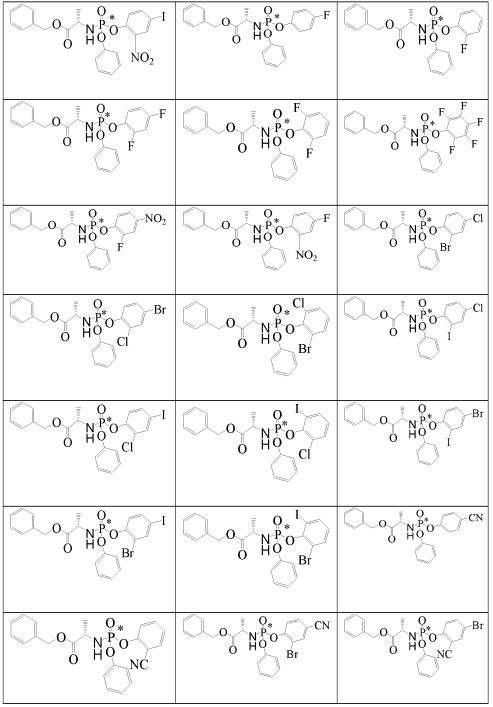 O * I
O P O
O N O
H NO2
O
O P * O F
O N O
H
O
O P * O
O N O F
H
O
O P * O F
O N O F
H
O F
O P * O
O N O F
H
O F F
O P * O F
O N O F F
H
O NO2
O P * O
O N O F
H
O F
O P * O
O N O
H NO2
O Cl
O P * O
O N O Br
H
O Br
O P * O
O N O Cl
H
O Cl
O P * O
O N O Br
H
O Cl
O P * O
O N O I
H
O I
O P * O
O N O Cl
H
O I
O P * O
O N O Cl
H
O Br
O P * O
O N O I
H
O I
O P * O
O N O Br
H
O I
O P * O
O N O Br
H
O CN
O P * O
O N O
H
O *
O P O
O N O
H NC
O CN
O P * O
O N O Br
H
O Br
O P * O
O N O NC
H